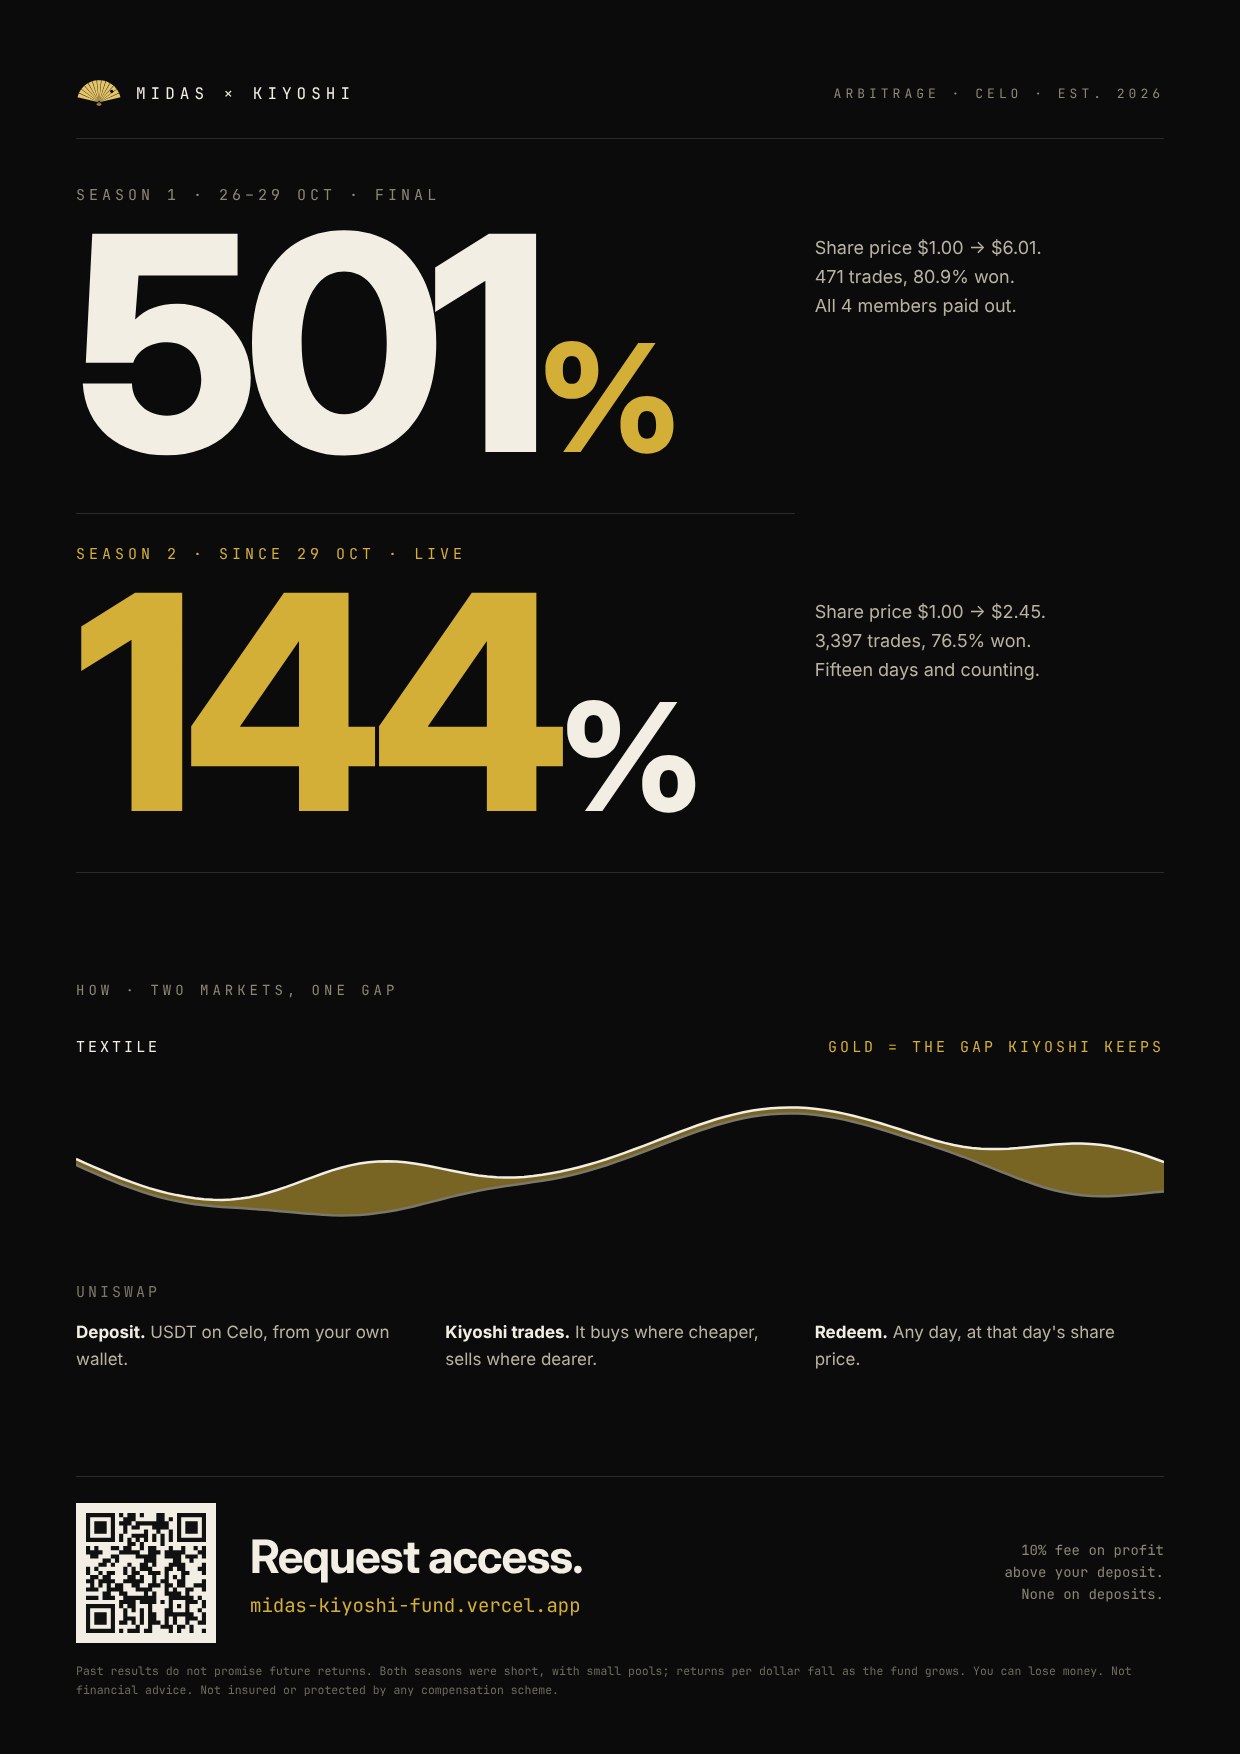 MIDAS × KIYOSHI
ARBITRAGE · CELO · EST. 2026
SEASON 1 · 26–29 OCT · FINAL
501%
Share price $1.00 → $6.01.
471 trades, 80.9% won.
All 4 members paid out.
SEASON 2 · SINCE 29 OCT · LIVE
144%
Share price $1.00 → $2.45.
3,397 trades, 76.5% won.
Fifteen days and counting.
HOW · TWO MARKETS, ONE GAP
TEXTILE
GOLD = THE GAP KIYOSHI KEEPS
UNISWAP
Deposit. USDT on Celo, from your own
wallet.
Kiyoshi trades. It buys where cheaper,
sells where dearer.
Redeem. Any day, at that day's share
price.
Request access.
midas-kiyoshi-fund.vercel.app
10% fee on profit
above your deposit.
None on deposits.
Past results do not promise future returns. Both seasons were short, with small pools; returns per dollar fall as the fund grows. You can lose money. Not
financial advice. Not insured or protected by any compensation scheme.